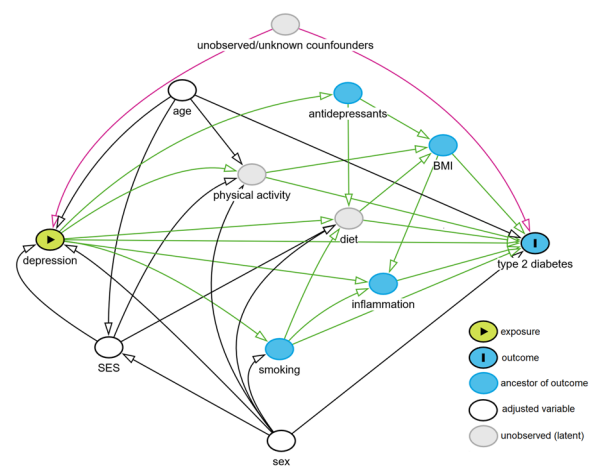 unobserved/unknown counfounders
age
antidepressants
BMI
physical activity
diet
depression
type 2 diabetes
inflammation
SES
smoking
sex
exposure
outcome
ancestor of outcome
adjusted variable
unobserved (latent)